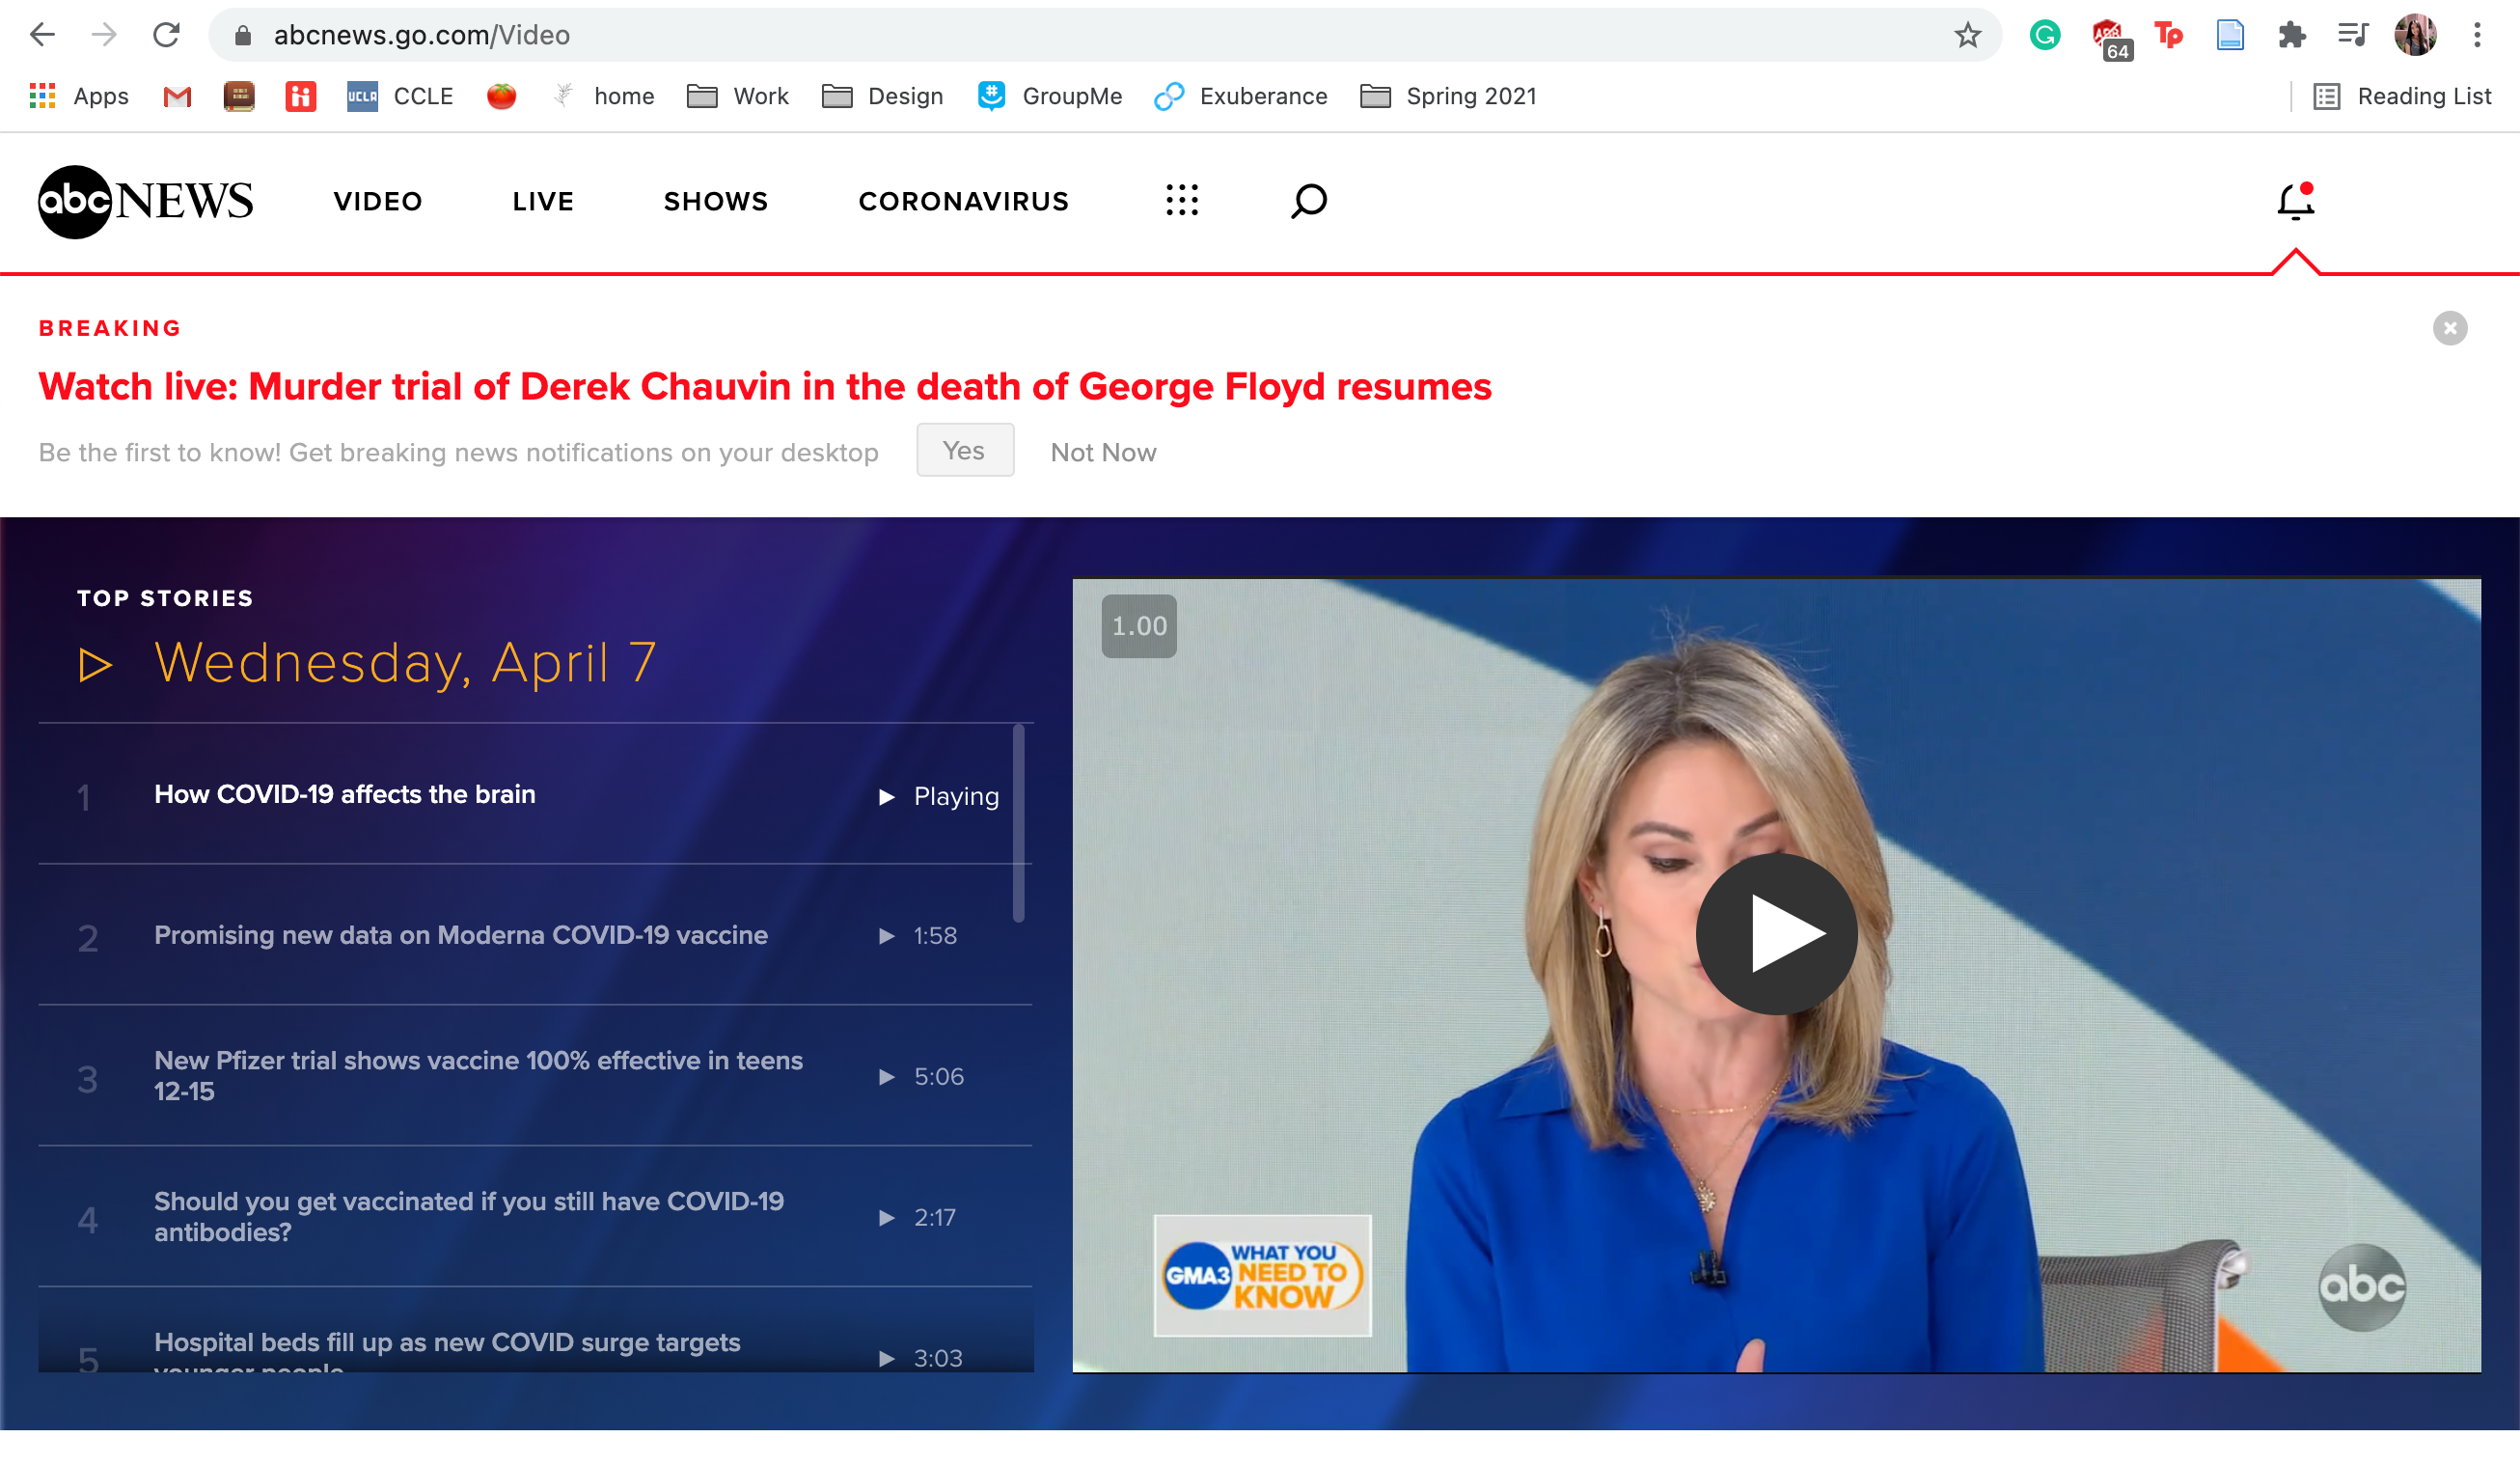 abcnews.go.com/Video
64
Apps
UCLA CCLE
home
Work
Design
GroupMe
Exuberance
Spring 2021
Reading List
abc NEWS
VIDEO
LIVE
SHOWS
CORONAVIRUS
BREAKING
Watch live: Murder trial of Derek Chauvin in the death of George Floyd resumes
Be the first to know! Get breaking news notifications on your desktop
Yes
Not Now
TOP STORIES
Wednesday, April 7
1 How COVID-19 affects the brain Playing
2 Promising new data on Moderna COVID-19 vaccine 1:58
3 New Pfizer trial shows vaccine 100% effective in teens
12-15
5:06
4 Should you get vaccinated if you still have COVID-19
antibodies?
2:17
5 Hospital beds fill up as new COVID surge targets
younger people
3:03
1.00
GMA3
WHAT YOU
NEED TO
KNOW
abc